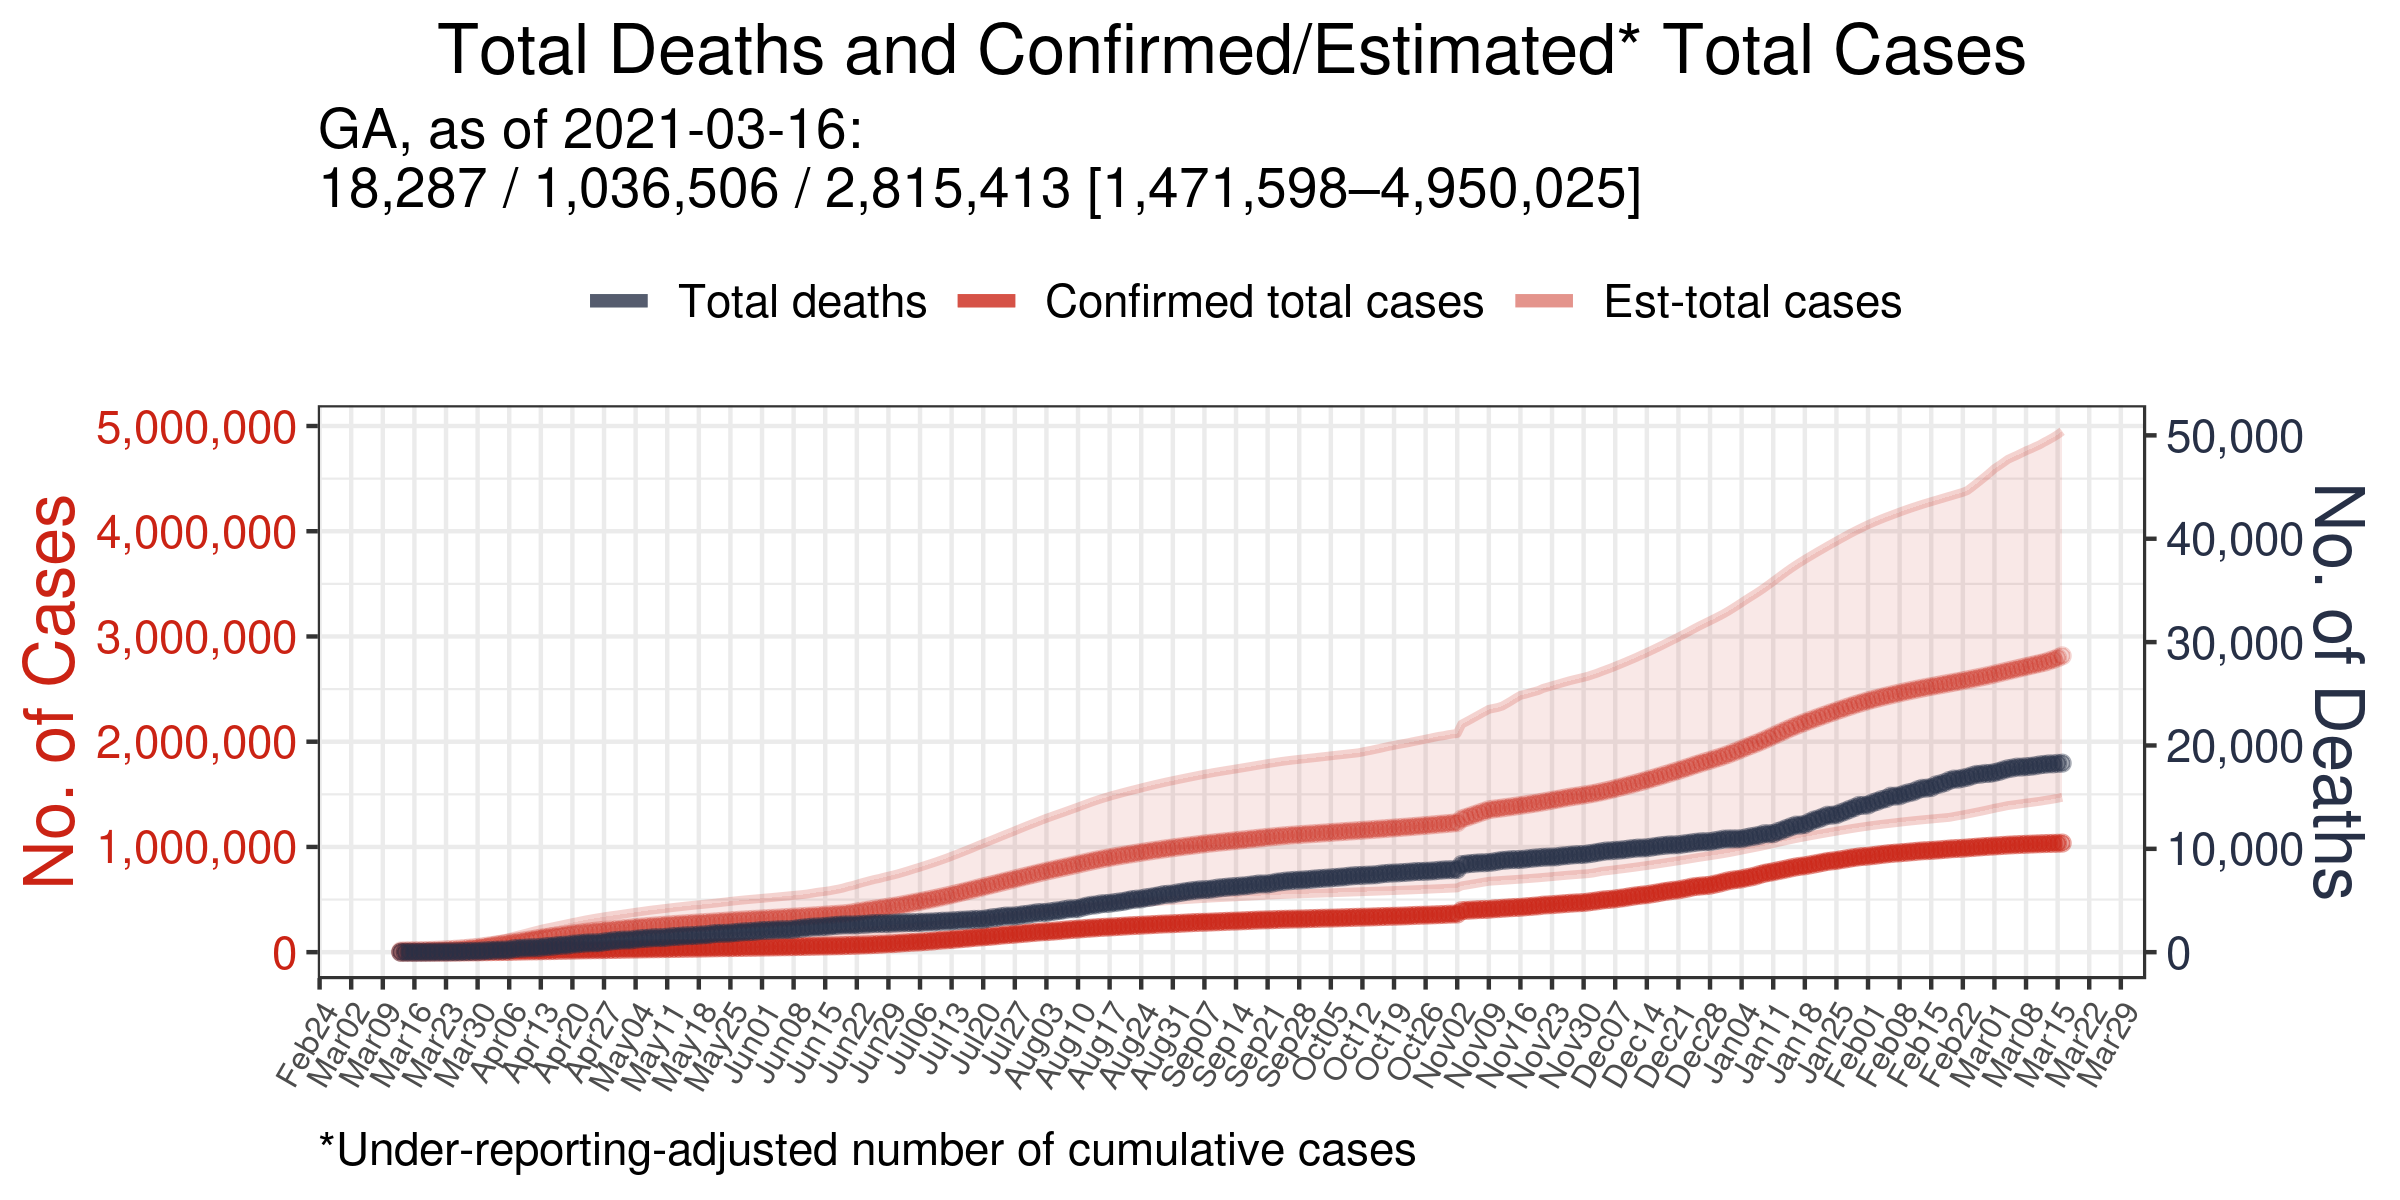 Total Deaths and Confirmed/Estimated* Total Cases
GA, as of 2021-03-16:
18,287 / 1,036,506 / 2,815,413 [1,471,598–4,950,025]
Total deaths
Confirmed total cases
Est-total cases
No. of Cases
5,000,000
4,000,000
3,000,000
2,000,000
1,000,000
0
50,000
40,000
30,000
20,000
10,000
0
No. of Deaths
Feb24
Mar02
Mar09
Mar16
Mar23
Mar30
Apr06
Apr13
Apr20
Apr27
May04
May11
May18
May25
Jun01
Jun08
Jun15
Jun22
Jun29
Jul06
Jul13
Jul20
Jul27
Aug03
Aug10
Aug17
Aug24
Aug31
Sep07
Sep14
Sep21
Sep28
Oct05
Oct12
Oct19
Oct26
Nov02
Nov09
Nov16
Nov23
Nov30
Dec07
Dec14
Dec21
Dec28
Jan04
Jan11
Jan18
Jan25
Feb01
Feb08
Feb15
Feb22
Mar01
Mar08
Mar15
Mar22
Mar29
*Under-reporting-adjusted number of cumulative cases